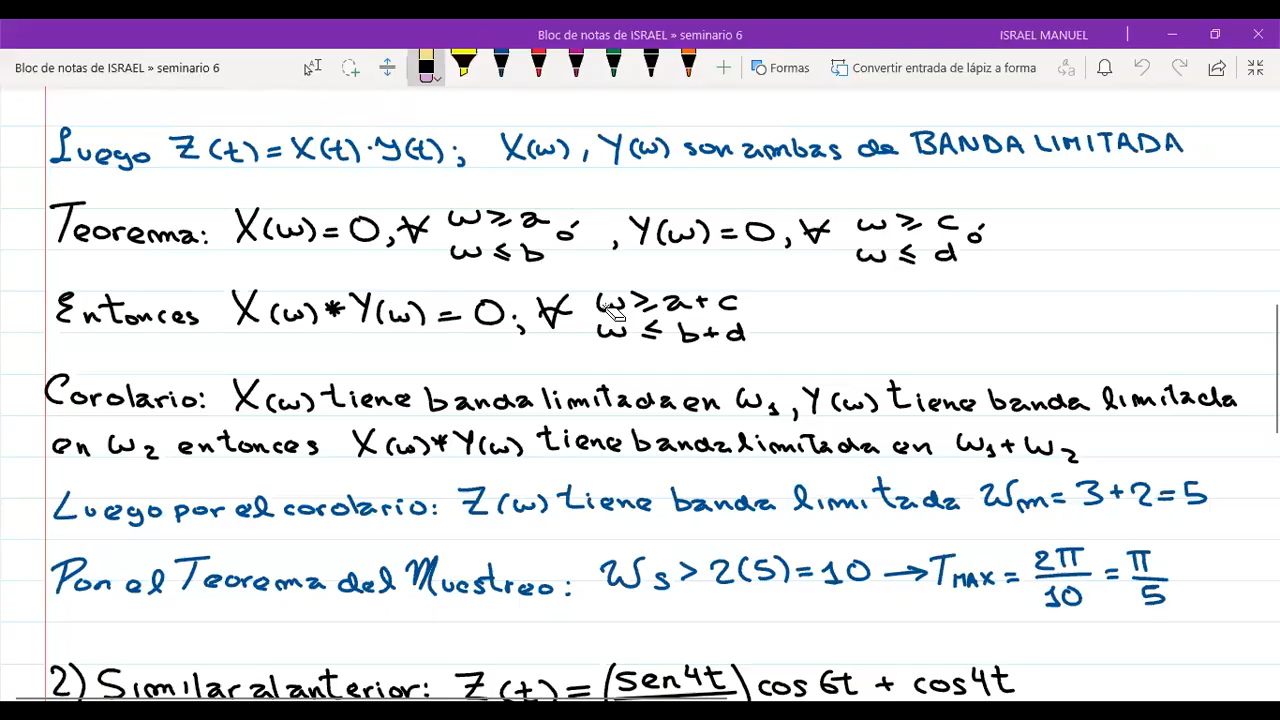 Bloc de notas de ISRAEL » seminario 6
ISRAEL MANUEL
Bloc de notas de ISRAEL » seminario 6
Formas
Convertir entrada de lápiz a forma
Luego Z(t)=X(t)·y(t); X(ω), Y(ω) son ambas de BANDA LIMITADA
Teorema: X(ω)=0,∀ ω≥a ó ω≤b , Y(ω)=0,∀ ω≥c ó ω≤d
Entonces X(ω)*Y(ω)=0;∀ ω≥a+c ω≤b+d
Corolario: X(ω) tiene banda limitada en ω1, Y(ω) tiene banda limitada
en ω2 entonces X(ω)*Y(ω) tiene banda limitada en ω1+ω2
Luego por el corolario: Z(ω) tiene banda limitada Wm=3+2=5
Por el Teorema del Muestreo: Ws>2(5)=10 → TMAX=2π/10=π/5
2) Similar al anterior: Z(t)=(sen4t cos6t + cos4t